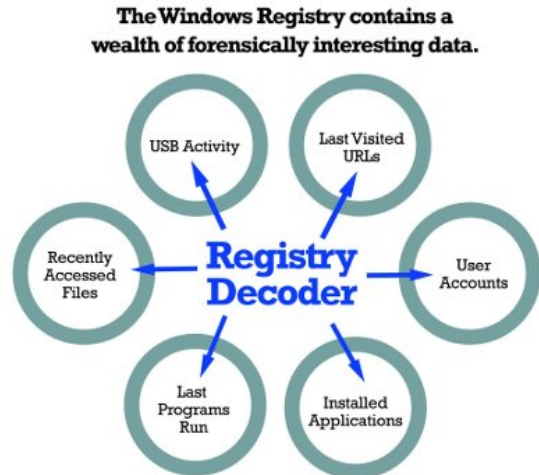 The Windows Registry contains a
wealth of forensically interesting data.
USB Activity
Last Visited
URLs
Recently
Accessed
Files
Registry
Decoder
User
Accounts
Last
Programs
Run
Installed
Applications